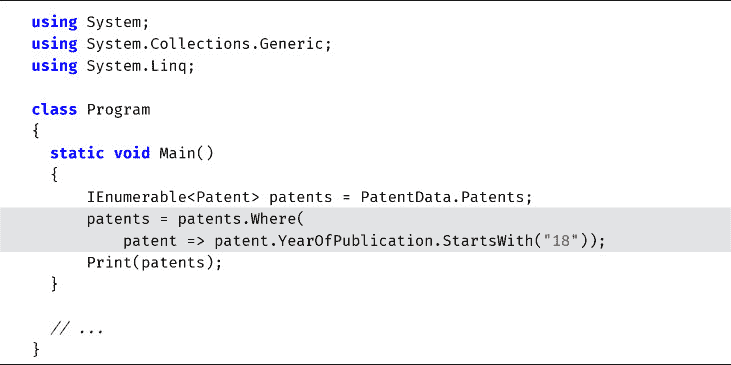 using System;
using System.Collections.Generic;
using System.Linq;
class Program
{
static void Main()
{
IEnumerable<Patent> patents = PatentData.Patents;
patents = patents.Where(
patent => patent.YearOfPublication.StartsWith("18"));
Print(patents);
}
// ...
}